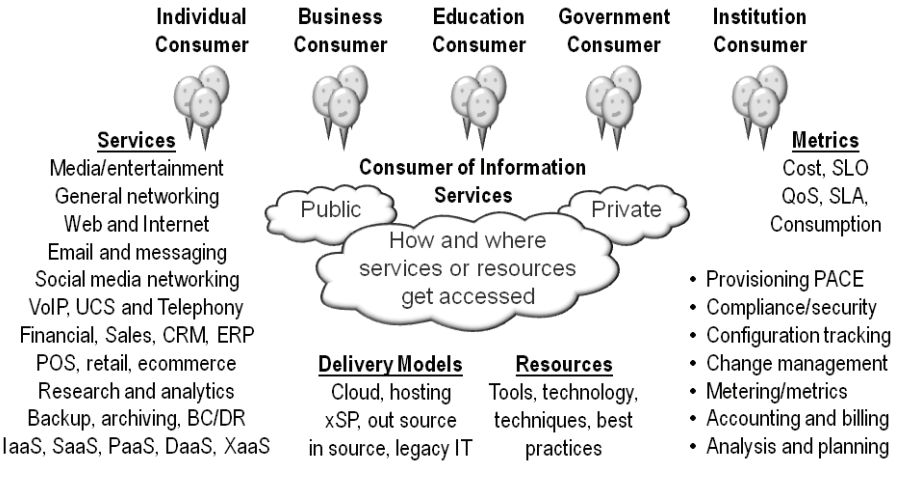 Individual Consumer
Business Consumer
Education Consumer
Government Consumer
Institution Consumer
Services
Media/entertainment
General networking
Web and Internet
Email and messaging
Social media networking
VoIP, UCS and Telephony
Financial, Sales, CRM, ERP
POS, retail, ecommerce
Research and analytics
Backup, archiving, BC/DR
IaaS, SaaS, PaaS, DaaS, XaaS
Consumer of Information
Services
Public
Private
How and where
services or resources
get accessed
Delivery Models
Cloud, hosting
xSP, out source
in source, legacy IT
Resources
Tools, technology,
techniques, best
practices
Metrics
Cost, SLO
QoS, SLA,
Consumption
• Provisioning PACE
• Compliance/security
• Configuration tracking
• Change management
• Metering/metrics
• Accounting and billing
• Analysis and planning